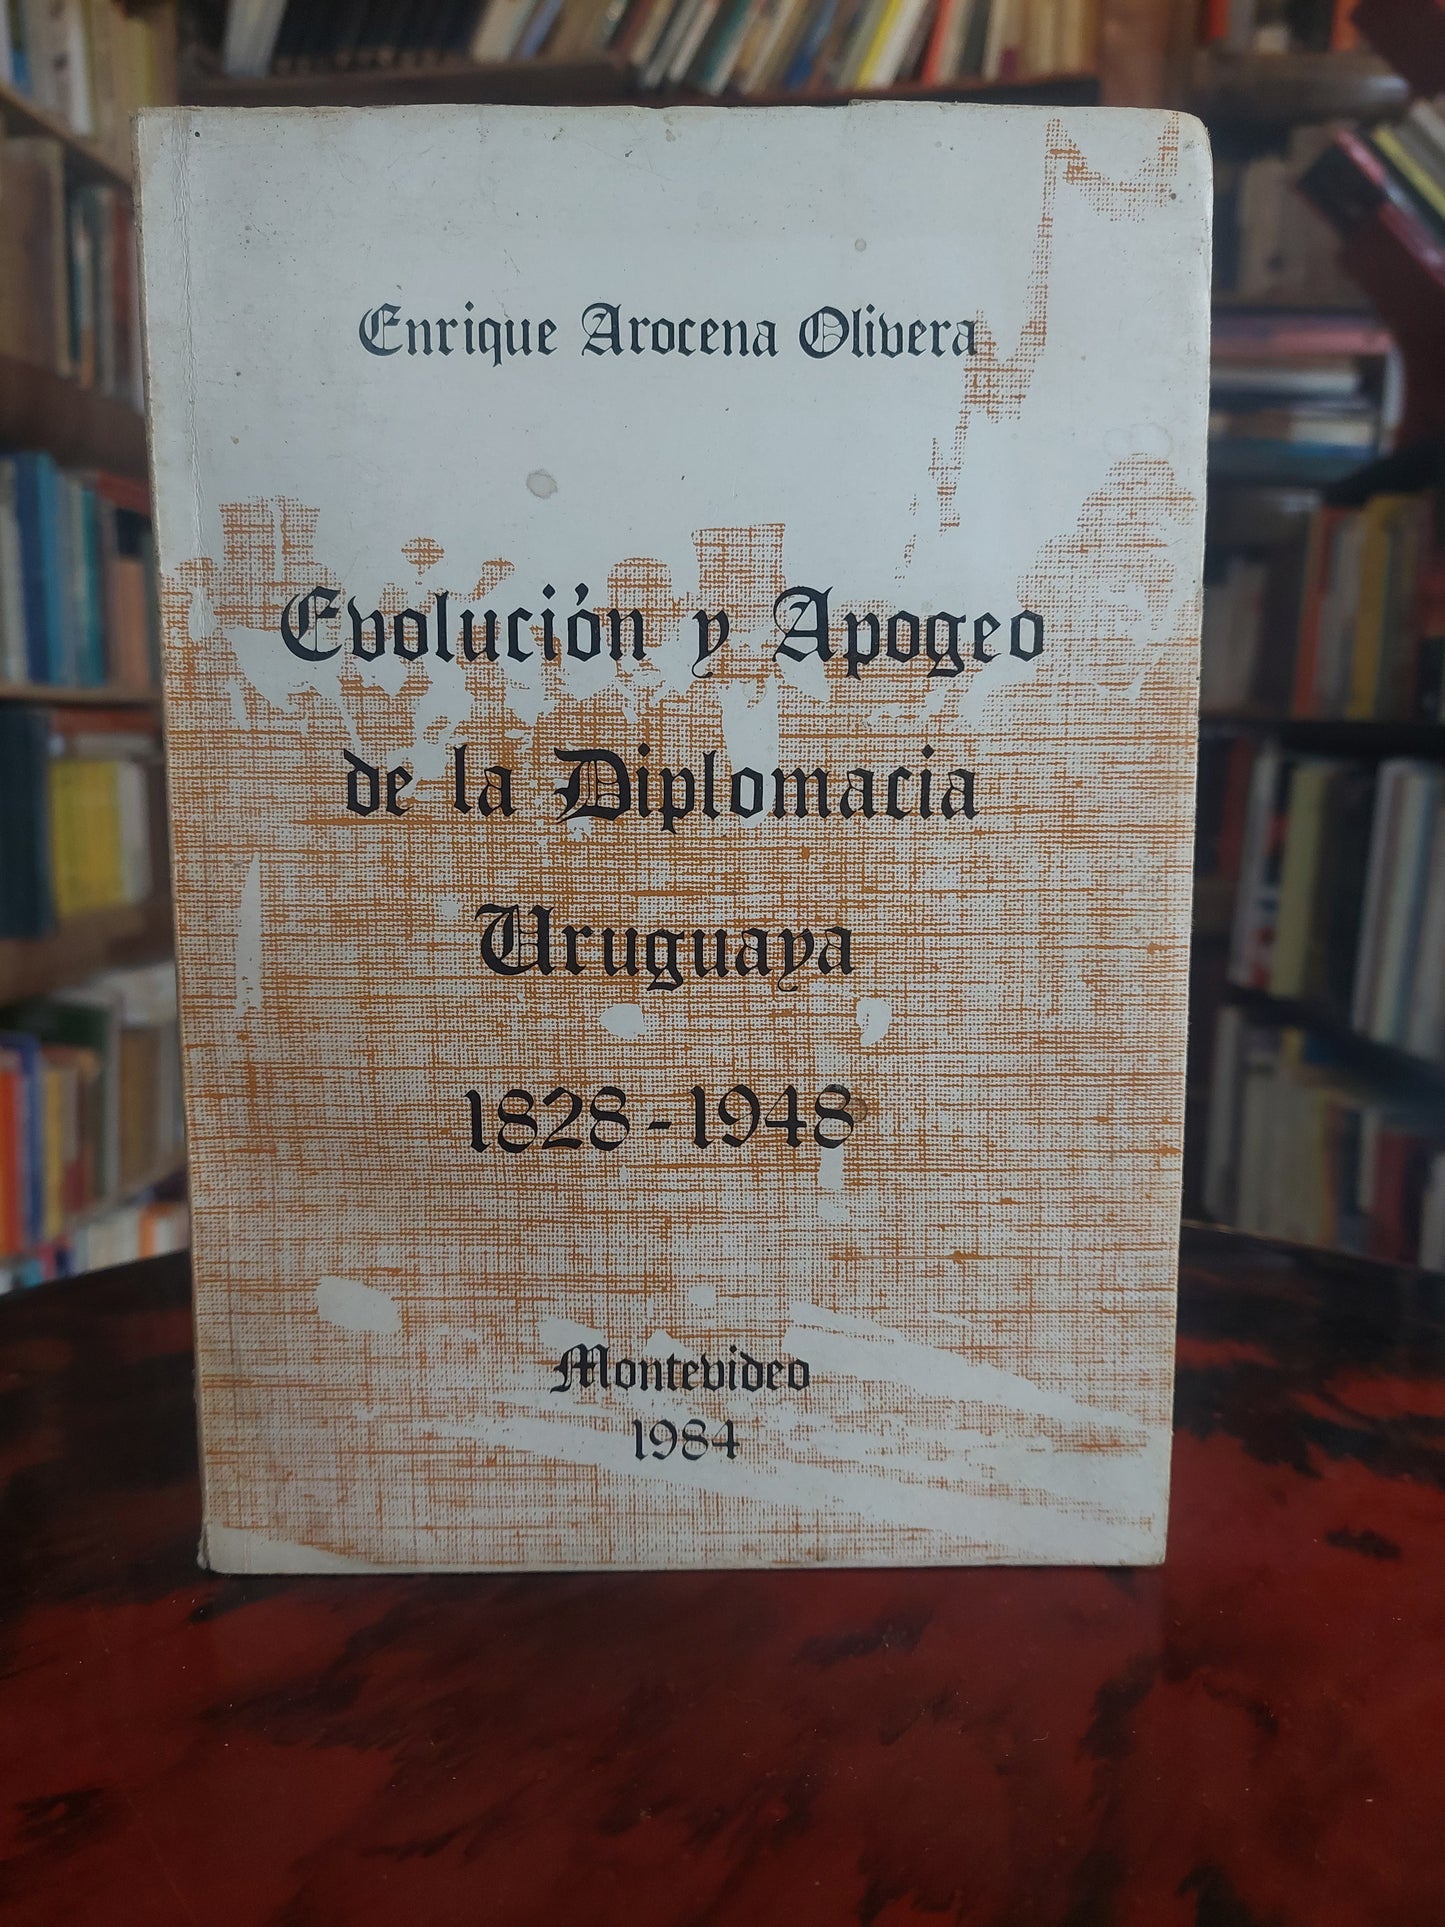 Enrique Arocena Olivera
Evolución y Apogeo
de la Diplomacia
Uruguaya
1828-1948
Montevideo
1984